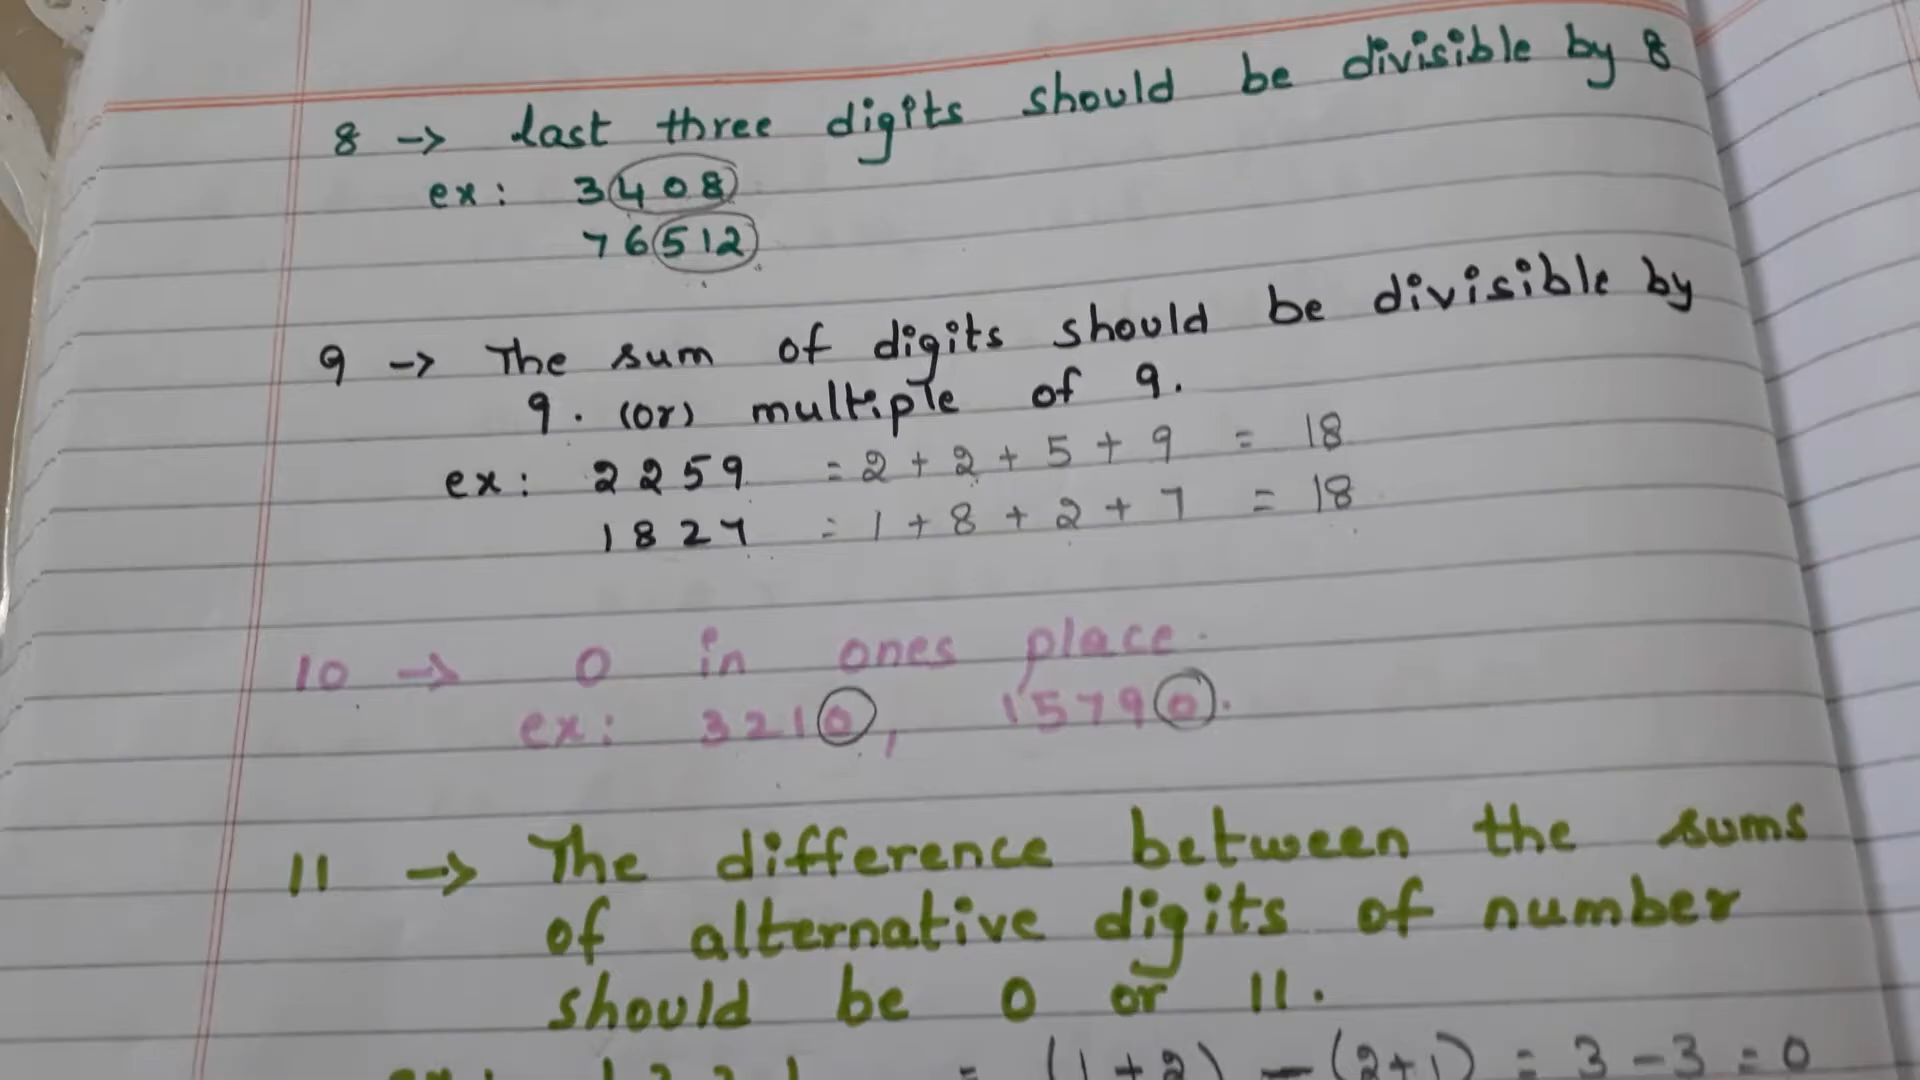 8 -> Last three digits should be divisible by 8
ex: 3408
76512
9 -> The sum of digits should be divisible by
9. (or) multiple of 9.
ex: 2259 = 2 + 2 + 5 + 9 = 18
1827 = 1 + 8 + 2 + 7 = 18
10 -> 0 in ones place.
ex: 3210, 15790.
11 -> The difference between the sums
of alternative digits of number
should be 0 or 11.
ex: 1221 = (1+2) - (2+1) = 3 - 3 = 0